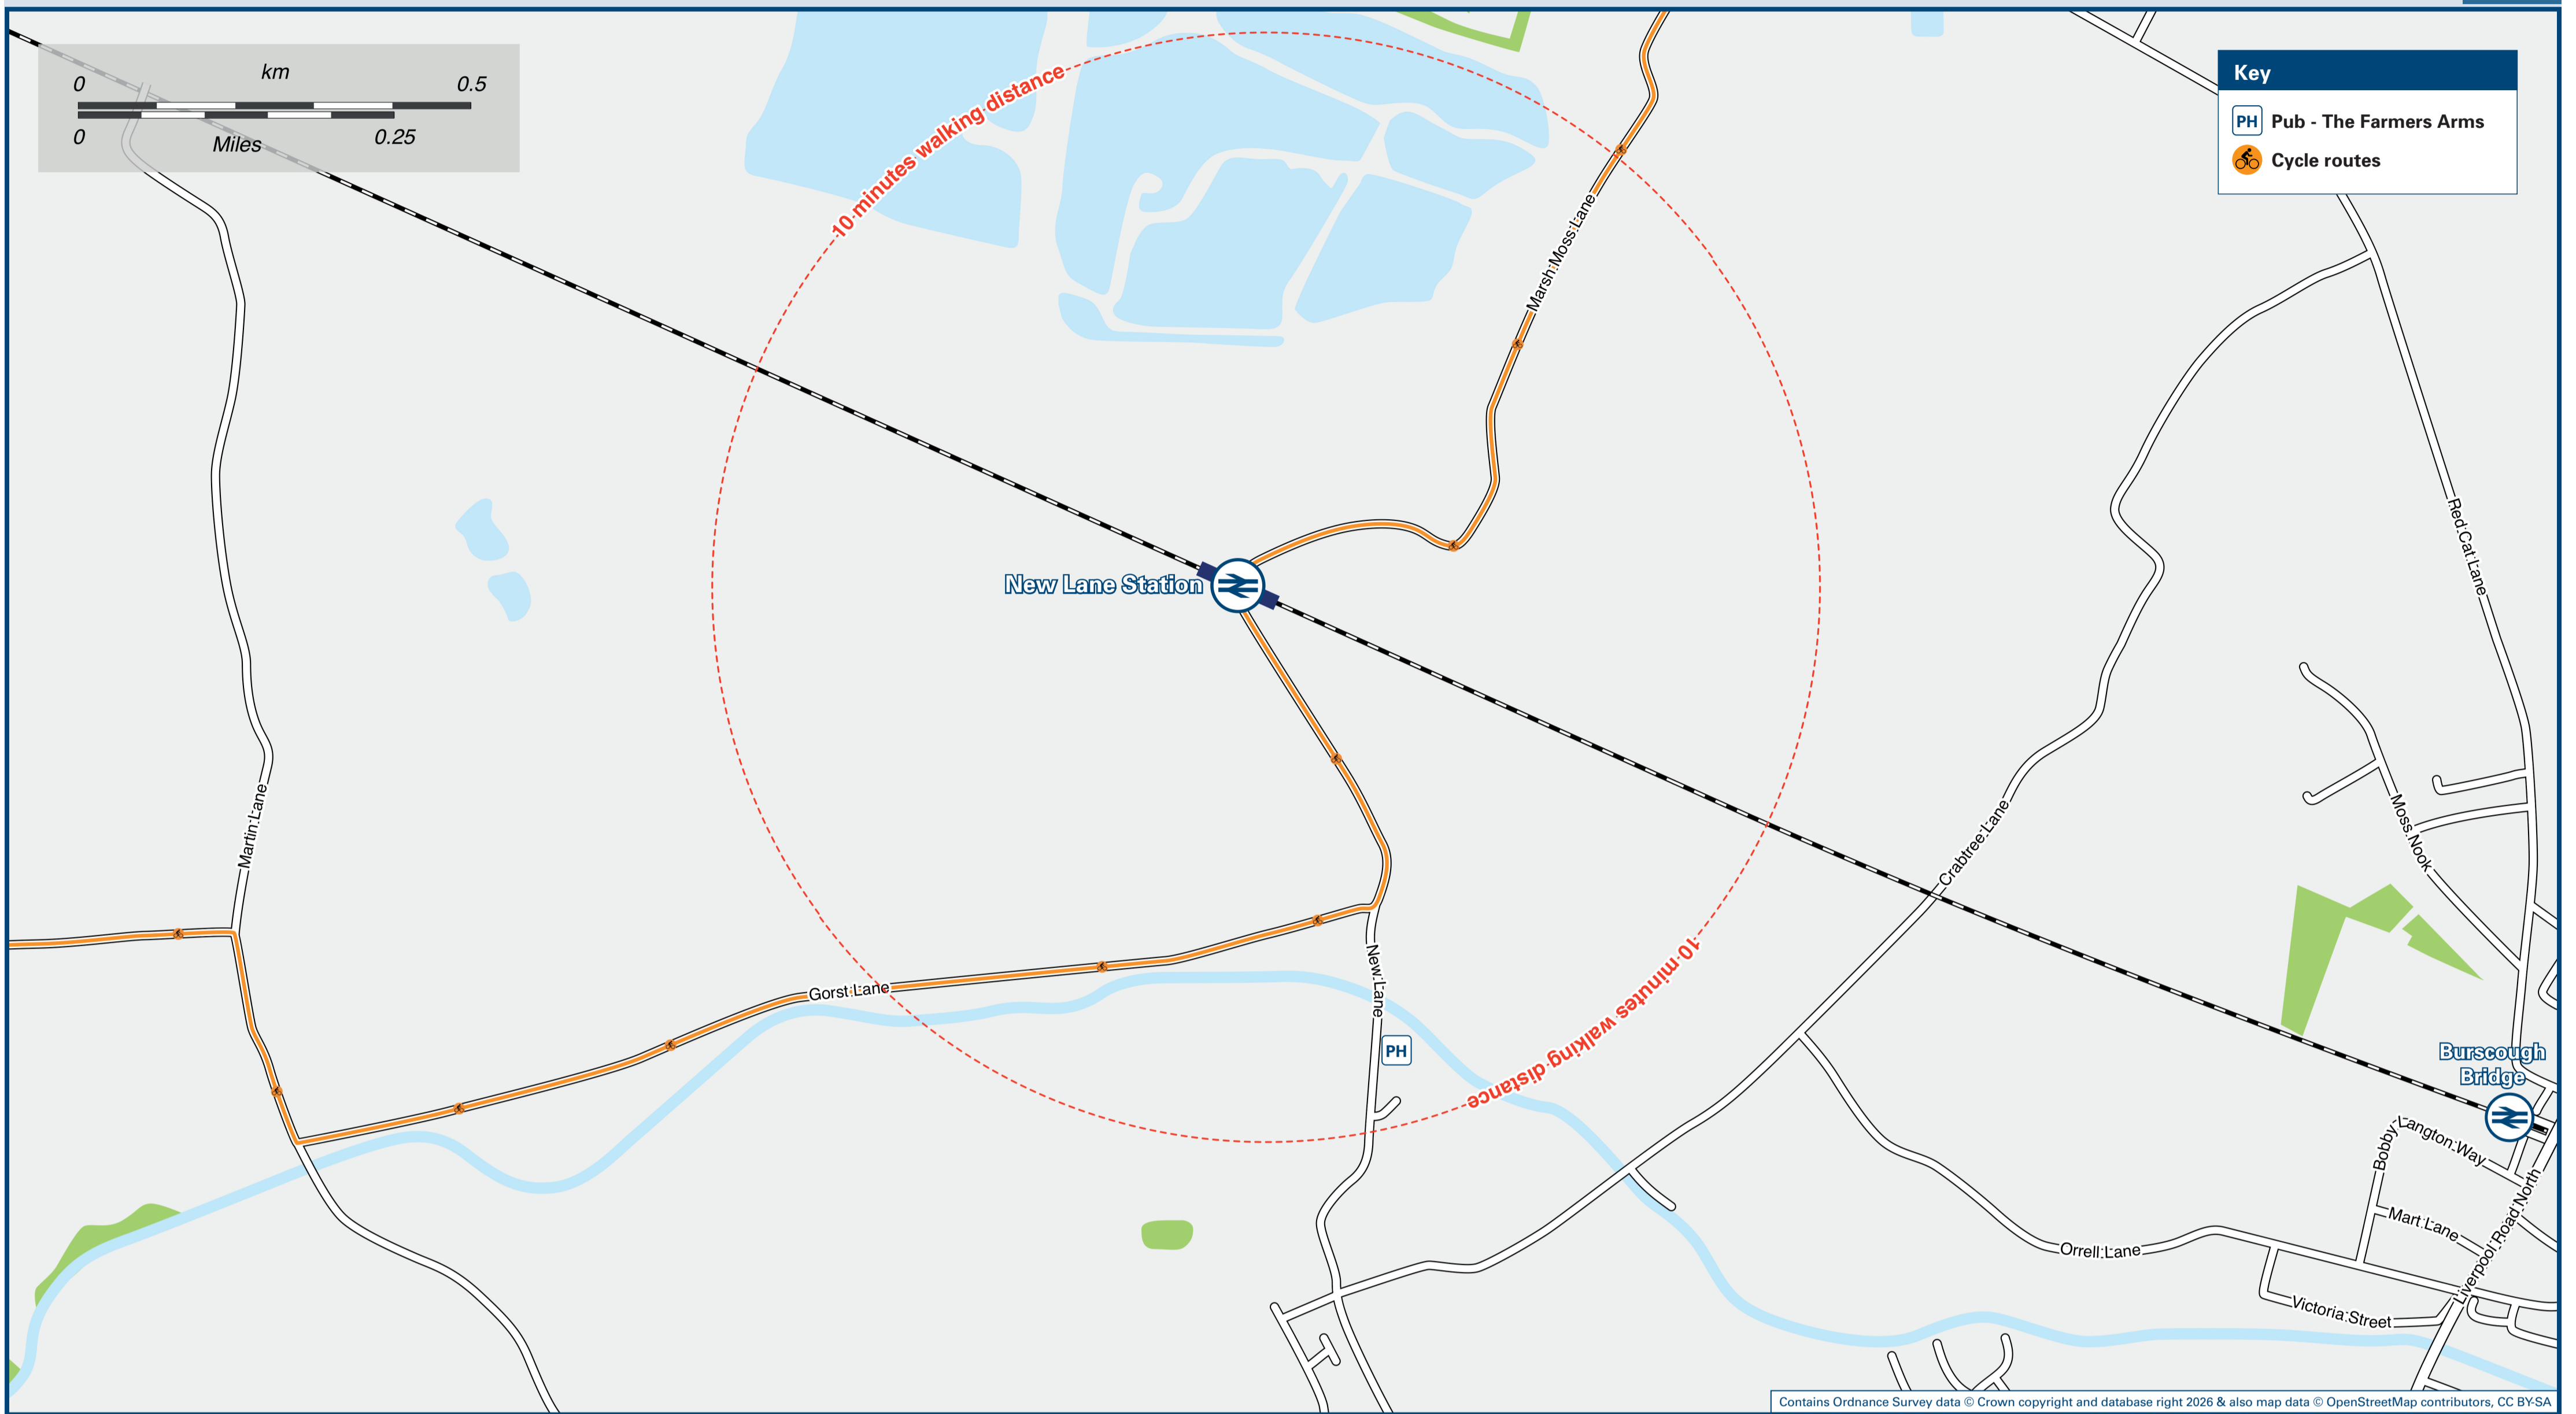 km
0
0.5
0
0.25
Miles
Key
PH Pub - The Farmers Arms
Cycle routes
10 minutes walking distance
Marsh Moss Lane
Red Cat Lane
New Lane Station
Martin Lane
Crabtree Lane
Moss Nook
Gorst Lane
New Lane
10 minutes walking distance
PH
Burscough
Bridge
Bobby Langton Way
Mart Lane
Liverpool Road North
Orrell Lane
Victoria Street
Contains Ordnance Survey data © Crown copyright and database right 2026 & also map data © OpenStreetMap contributors, CC BY-SA